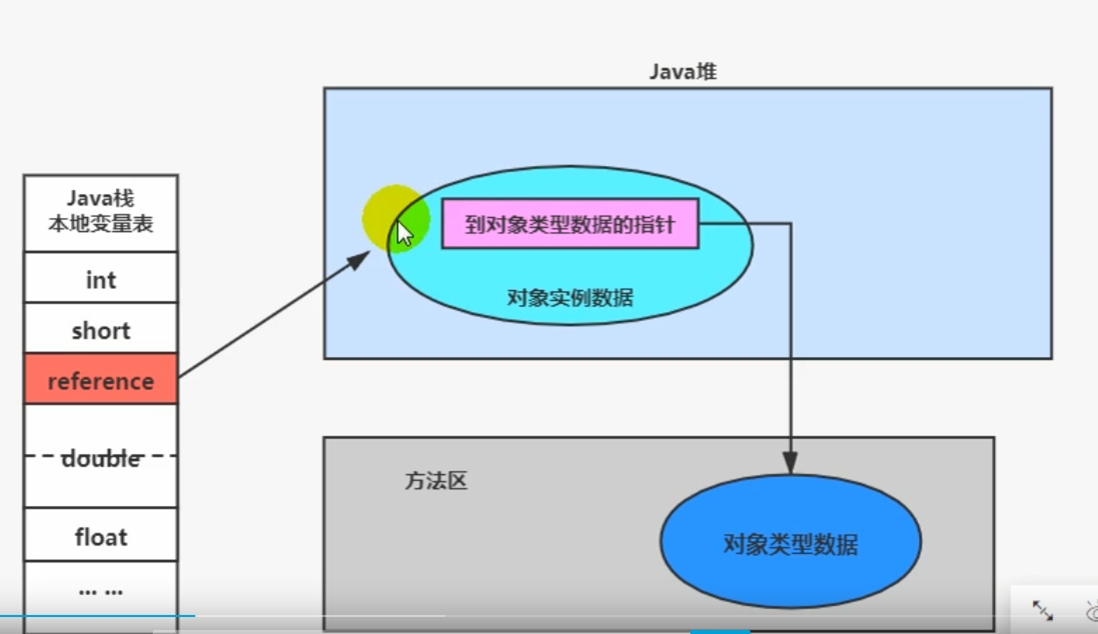 Java堆
Java栈
本地变量表
int
short
reference
double
float
... ...
到对象类型数据的指针
对象实例数据
方法区
对象类型数据